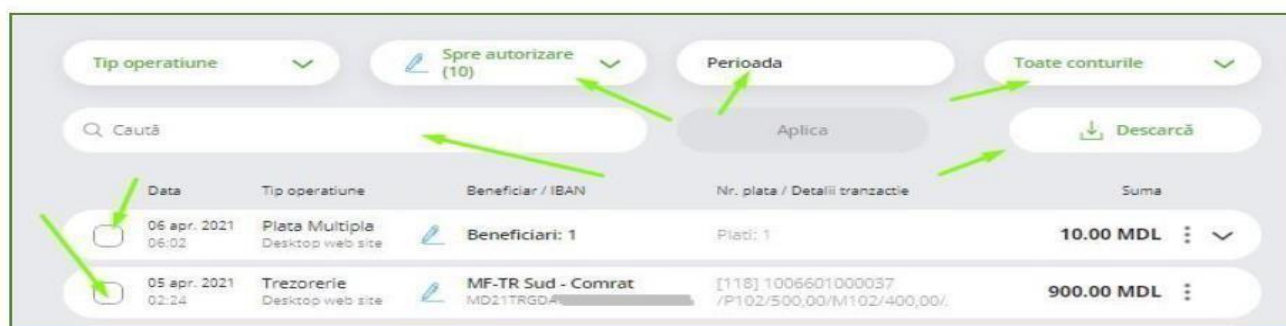 Tip operatiune
Spre autorizare
(10)
Perioada
Toate conturile
Caută
Aplica
Descarcă
Data Tip operatiune Beneficiar / IBAN Nr. plata / Detalii tranzactie Suma
06 apr. 2021 Plata Multipla Beneficiari: 1 Plati: 1 10.00 MDL
06:02 Desktop web site
05 apr. 2021 Trezorerie MF-TR Sud - Comrat [118] 1006601000037 900.00 MDL
02:24 Desktop web site MD21TRGDA /P102/500,00/M102/400,00/.